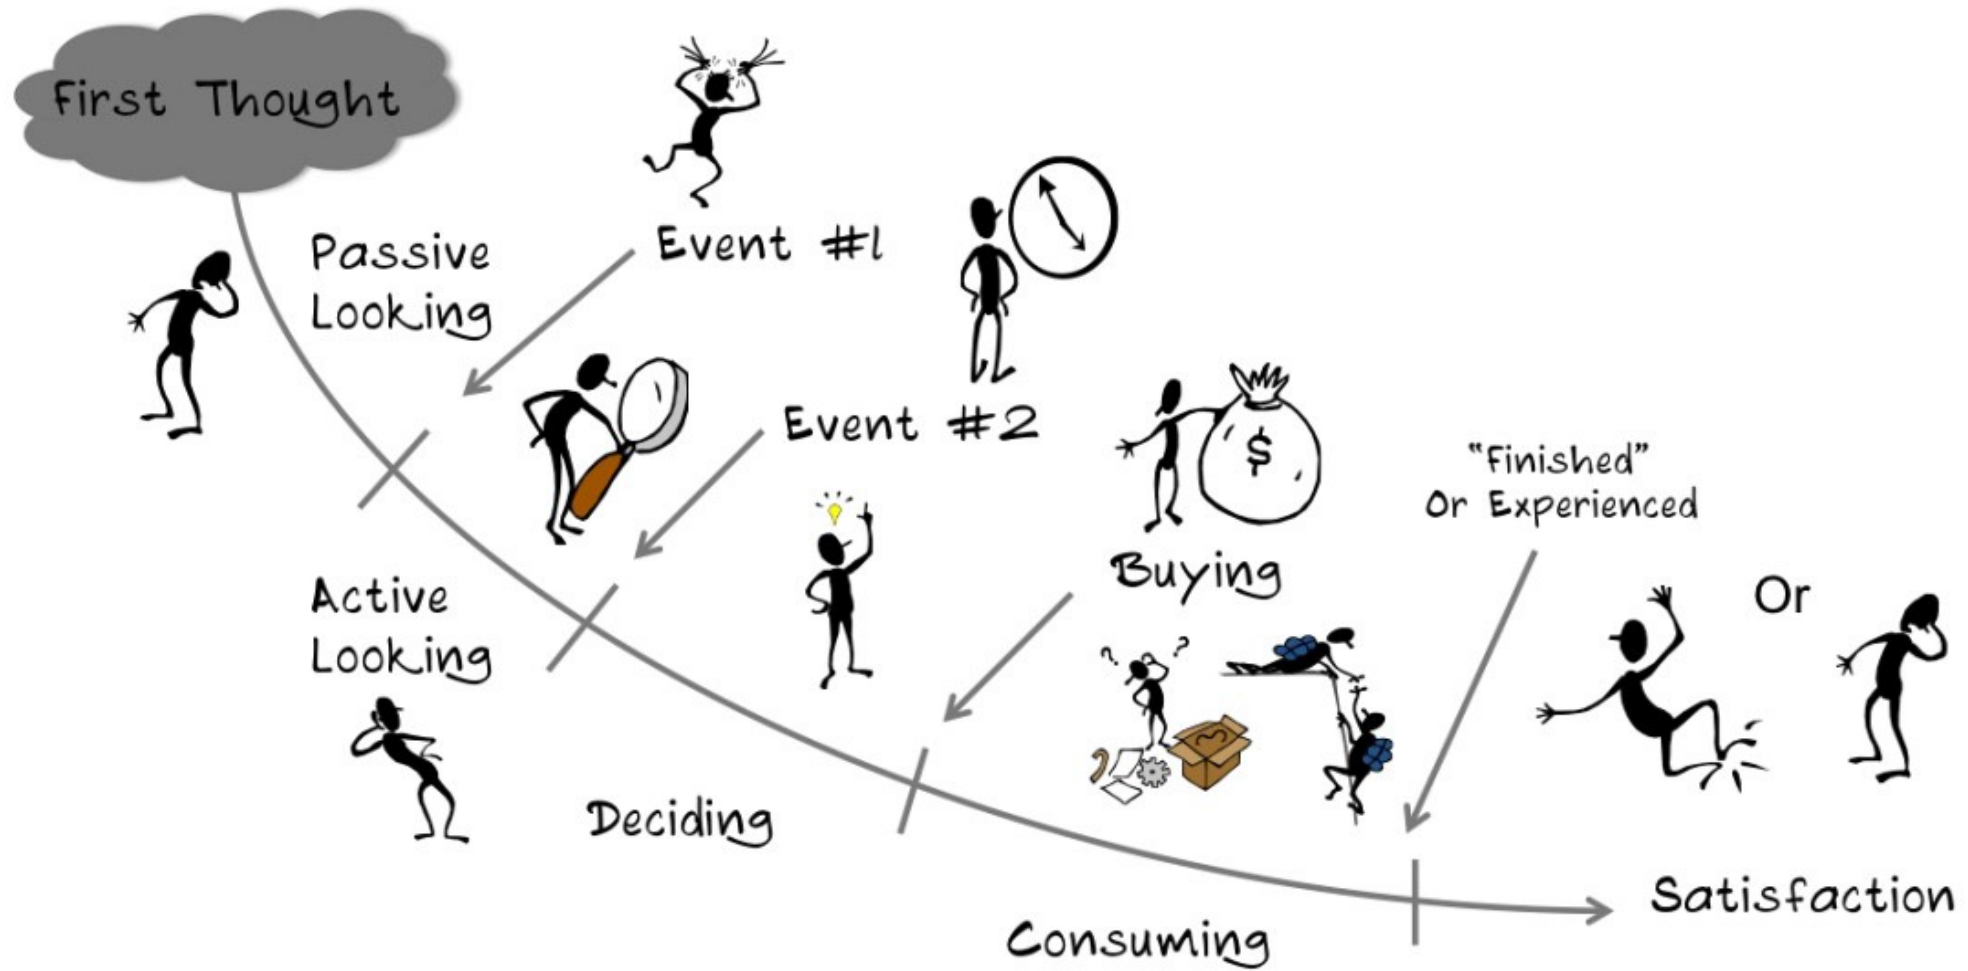 First Thought
Passive
Looking
Event #1
Event #2
Active
Looking
?
?
$
Buying
"Finished"
Or Experienced
Or
Deciding
Consuming
Satisfaction